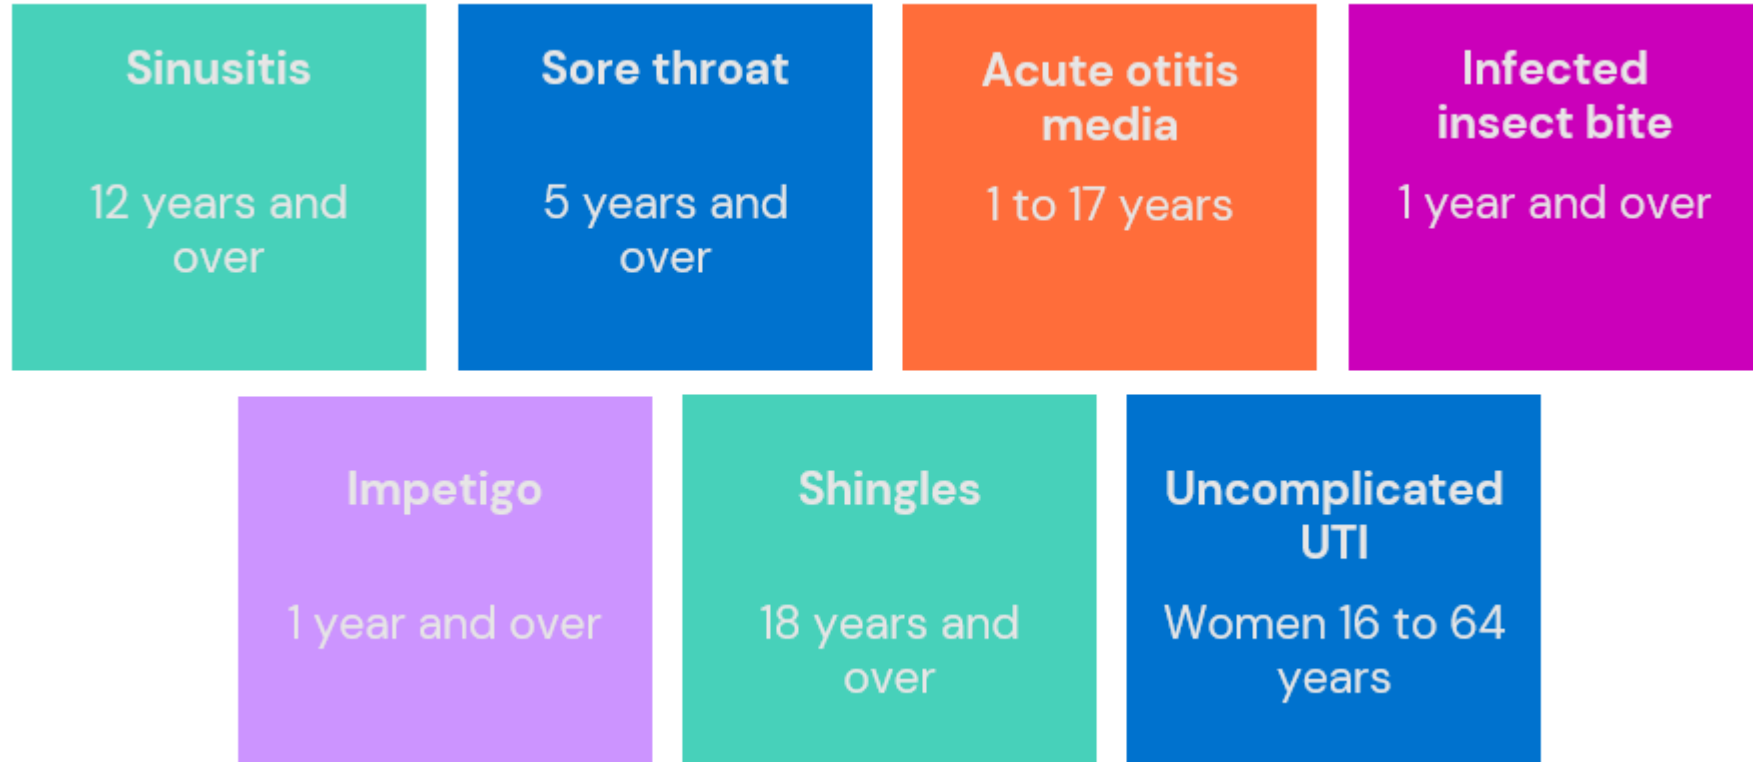 Sinusitis
12 years and
over
Sore throat
5 years and
over
Acute otitis
media
1 to 17 years
Infected
insect bite
1 year and over
Impetigo
1 year and over
Shingles
18 years and
over
Uncomplicated
UTI
Women 16 to 64
years